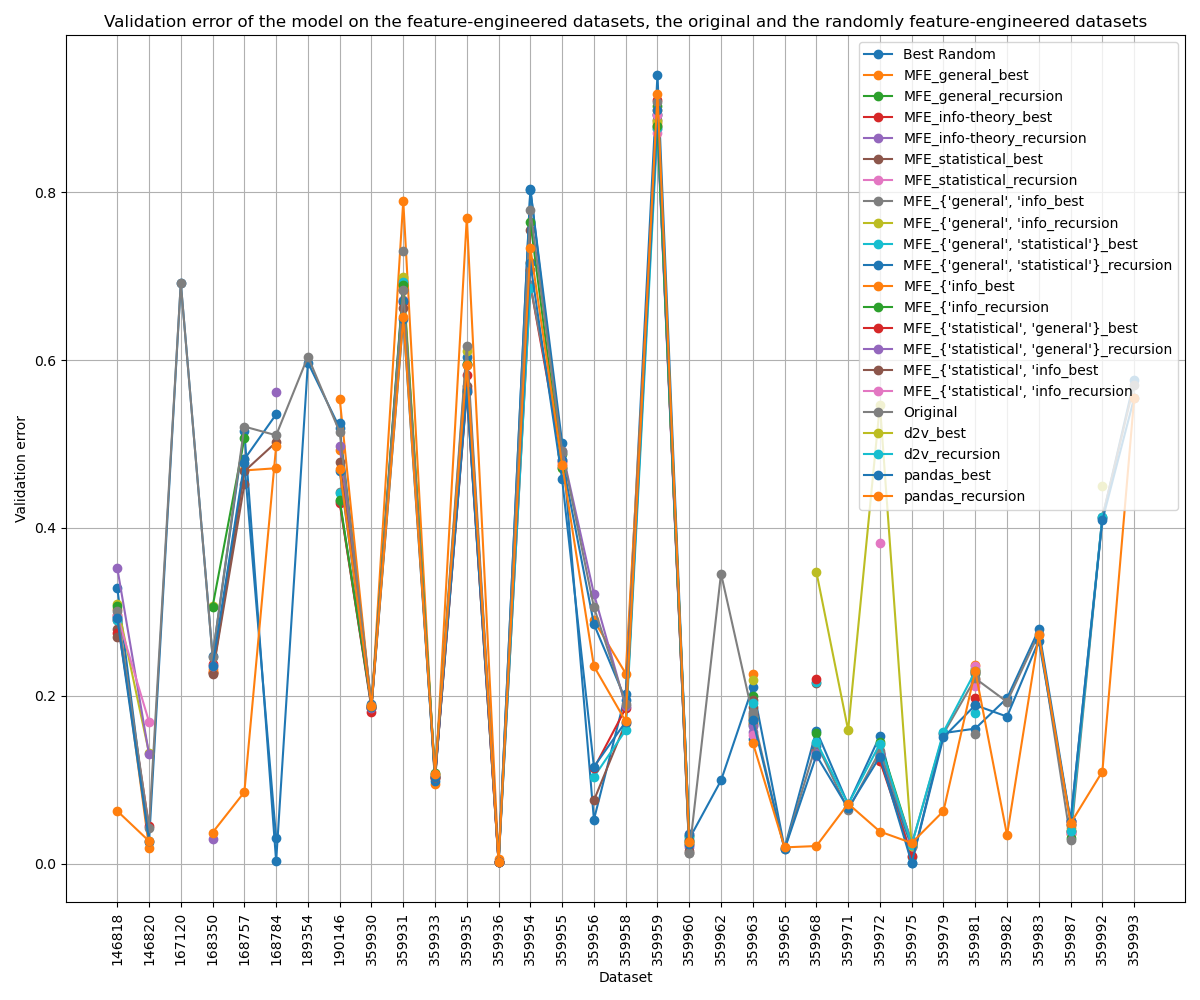 Validation error of the model on the feature-engineered datasets, the original and the randomly feature-engineered datasets
Best Random
MFE_general_best
MFE_general_recursion
MFE_info-theory_best
MFE_info-theory_recursion
MFE_statistical_best
MFE_statistical_recursion
MFE_{'general', 'info_best
MFE_{'general', 'info_recursion
MFE_{'general', 'statistical'}_best
MFE_{'general', 'statistical'}_recursion
MFE_{'info_best
MFE_{'info_recursion
MFE_{'statistical', 'general'}_best
MFE_{'statistical', 'general'}_recursion
MFE_{'statistical', 'info_best
MFE_{'statistical', 'info_recursion
Original
d2v_best
d2v_recursion
pandas_best
pandas_recursion
Validation error
0.8
0.6
0.4
0.2
0.0
146818
146820
167120
168350
168757
168784
189354
190146
359930
359931
359933
359935
359936
359954
359955
359956
359958
359959
359960
359962
359963
359965
359968
359971
359972
359975
359979
359981
359982
359983
359987
359992
359993
Dataset